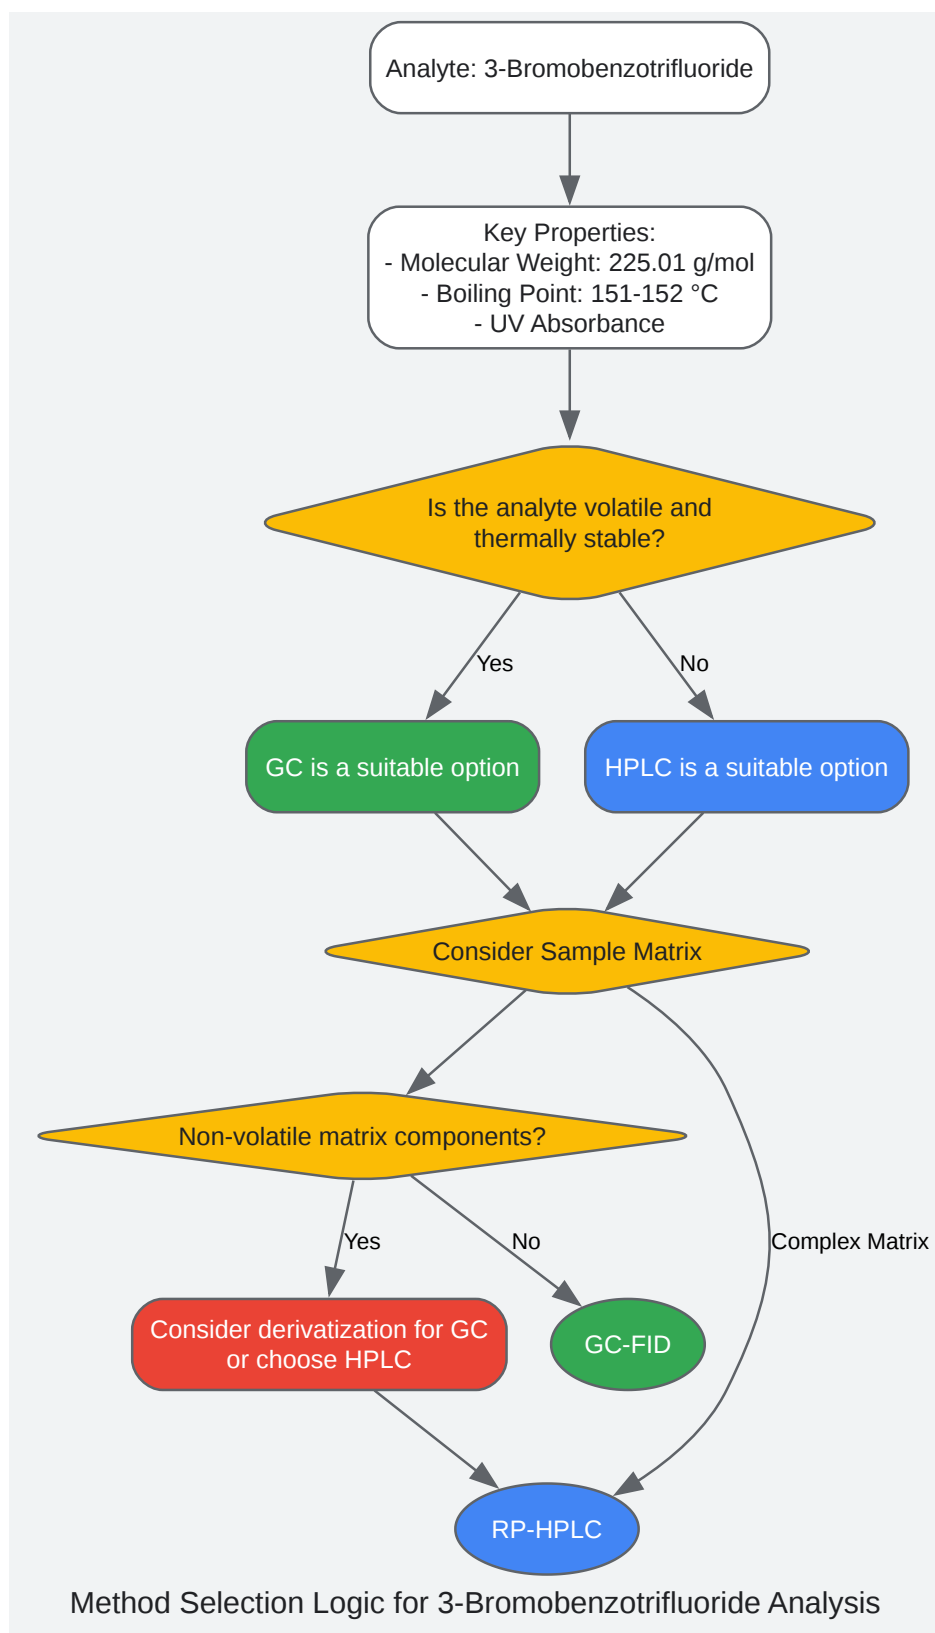 Analyte: 3-Bromobenzotrifluoride
Key Properties:
- Molecular Weight: 225.01 g/mol
- Boiling Point: 151-152 °C
- UV Absorbance
Is the analyte volatile and
thermally stable?
Yes
No
GC is a suitable option
HPLC is a suitable option
Consider Sample Matrix
Non-volatile matrix components?
Yes
No
Complex Matrix
Consider derivatization for GC
or choose HPLC
GC-FID
RP-HPLC
Method Selection Logic for 3-Bromobenzotrifluoride Analysis